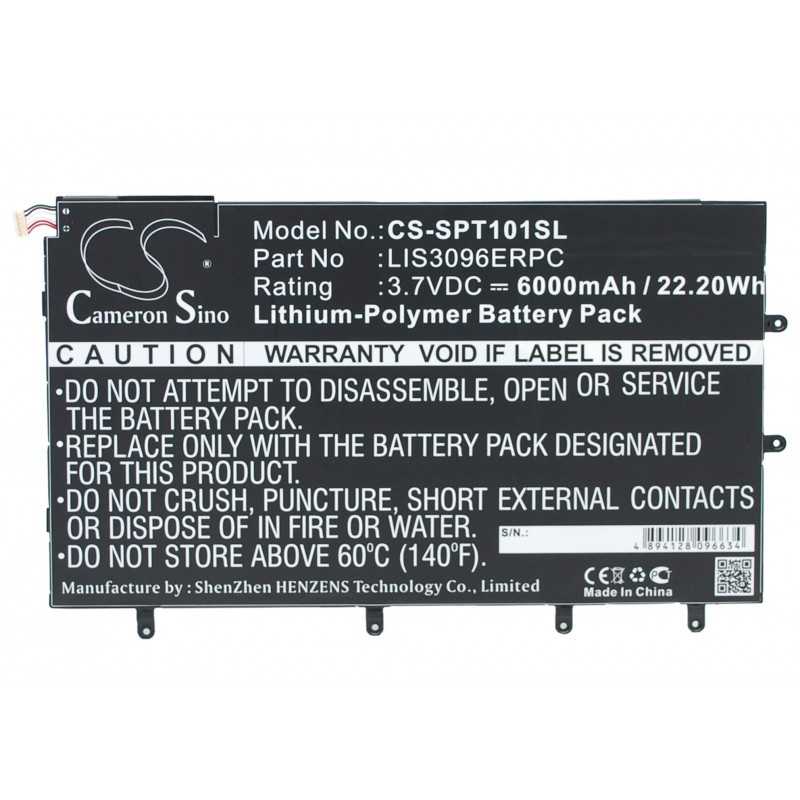 CS
Cameron Sino
Model No.: CS-SPT101SL
Part No : LIS3096ERPC
Rating : 3.7VDC ⎓ 6000mAh / 22.20Wh
Lithium-Polymer Battery Pack
CAUTION WARRANTY VOID IF LABEL IS REMOVED
•DO NOT ATTEMPT TO DISASSEMBLE, OPEN OR SERVICE
THE BATTERY PACK.
•REPLACE ONLY WITH THE BATTERY PACK DESIGNATED
FOR THIS PRODUCT.
•DO NOT CRUSH, PUNCTURE, SHORT EXTERNAL CONTACTS
OR DISPOSE OF IN FIRE OR WATER.
•DO NOT STORE ABOVE 60°C (140°F).
S/N.:
4 894128 096634
Manufacture by : ShenZhen HENZENS Technology Co., Limited
CE
Made in China